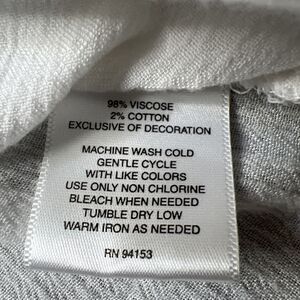 98% VISCOSE
2% COTTON
EXCLUSIVE OF DECORATION
MACHINE WASH COLD
GENTLE CYCLE
WITH LIKE COLORS
USE ONLY NON CHLORINE
BLEACH WHEN NEEDED
TUMBLE DRY LOW
WARM IRON AS NEEDED
RN 94153